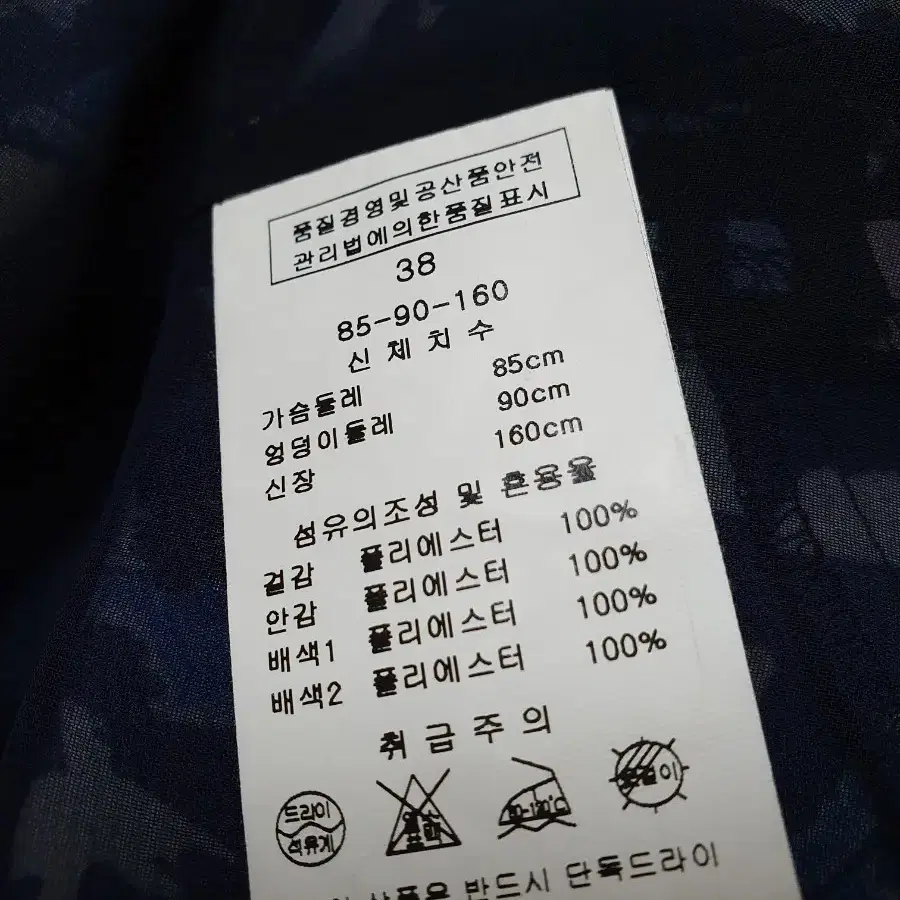 품질경영및공산품안전
관리법에의한품질표시
38
85-90-160
신체치수
가슴둘레 85cm
엉덩이둘레 90cm
신장 160cm
섬유의조성 및 혼용율
겉감 폴리에스터 100%
안감 폴리에스터 100%
배색1 폴리에스터 100%
배색2 폴리에스터 100%
취급주의
드라이
석유계
옷걸이
상품은 반드시 단독드라이